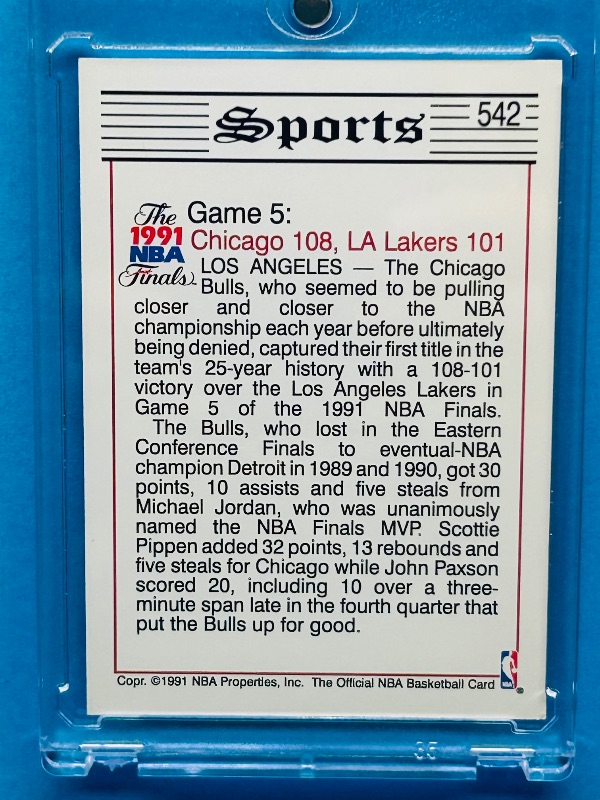 Sports
542
The
1991
NBA
Finals
Game 5:
Chicago 108, LA Lakers 101
LOS ANGELES — The Chicago
Bulls, who seemed to be pulling
closer and closer to the NBA
championship each year before ultimately
being denied, captured their first title in the
team's 25-year history with a 108-101
victory over the Los Angeles Lakers in
Game 5 of the 1991 NBA Finals.
The Bulls, who lost in the Eastern
Conference Finals to eventual-NBA
champion Detroit in 1989 and 1990, got 30
points, 10 assists and five steals from
Michael Jordan, who was unanimously
named the NBA Finals MVP. Scottie
Pippen added 32 points, 13 rebounds and
five steals for Chicago while John Paxson
scored 20, including 10 over a three-
minute span late in the fourth quarter that
put the Bulls up for good.
Copr. ©1991 NBA Properties, Inc. The Official NBA Basketball Card
35